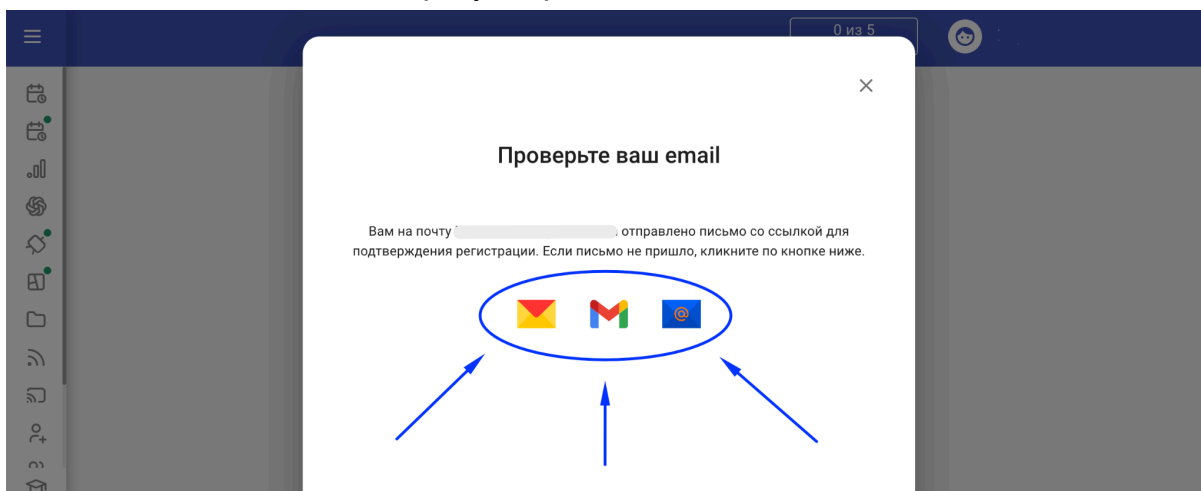 0 из 5
Проверьте ваш email
Вам на почту отправлено письмо со ссылкой для
подтверждения регистрации. Если письмо не пришло, кликните по кнопке ниже.